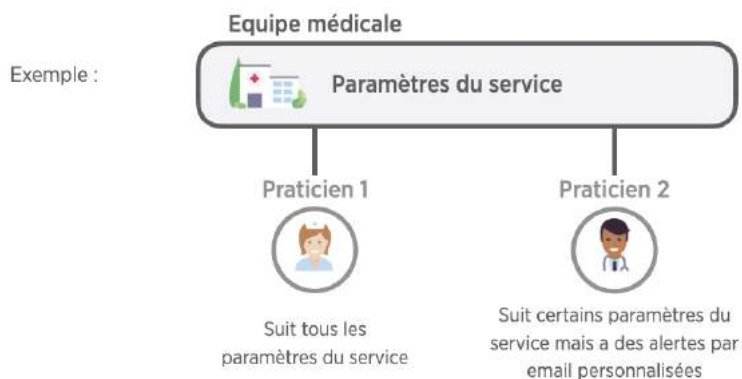 Equipe médicale
Exemple :
Paramètres du service
Praticien 1
Praticien 2
Suit tous les
paramètres du service
Suit certains paramètres du
service mais a des alertes par
email personnalisées